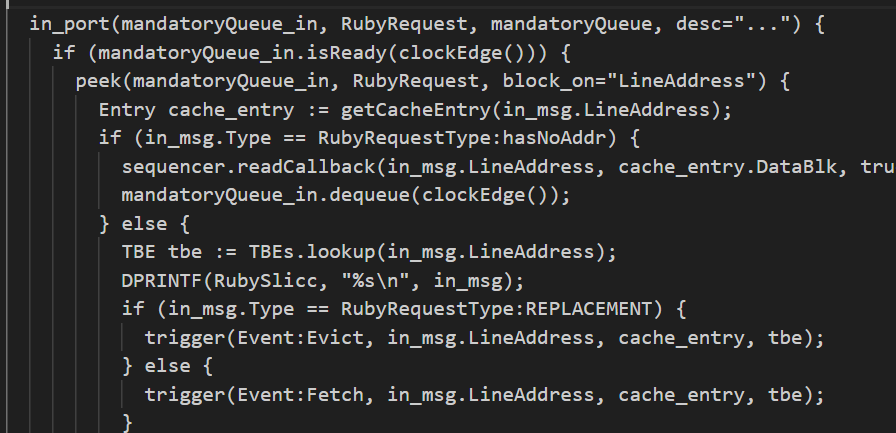 in_port(mandatoryQueue_in, RubyRequest, mandatoryQueue, desc="...") {
if (mandatoryQueue_in.isReady(clockEdge())) {
peek(mandatoryQueue_in, RubyRequest, block_on="LineAddress") {
Entry cache_entry := getCacheEntry(in_msg.LineAddress);
if (in_msg.Type == RubyRequestType:hasNoAddr) {
sequencer.readCallback(in_msg.LineAddress, cache_entry.DataBlk, tru
mandatoryQueue_in.dequeue(clockEdge());
} else {
TBE tbe := TBEs.lookup(in_msg.LineAddress);
DPRINTF(RubySlicc, "%s\n", in_msg);
if (in_msg.Type == RubyRequestType:REPLACEMENT) {
trigger(Event:Evict, in_msg.LineAddress, cache_entry, tbe);
} else {
trigger(Event:Fetch, in_msg.LineAddress, cache_entry, tbe);
}